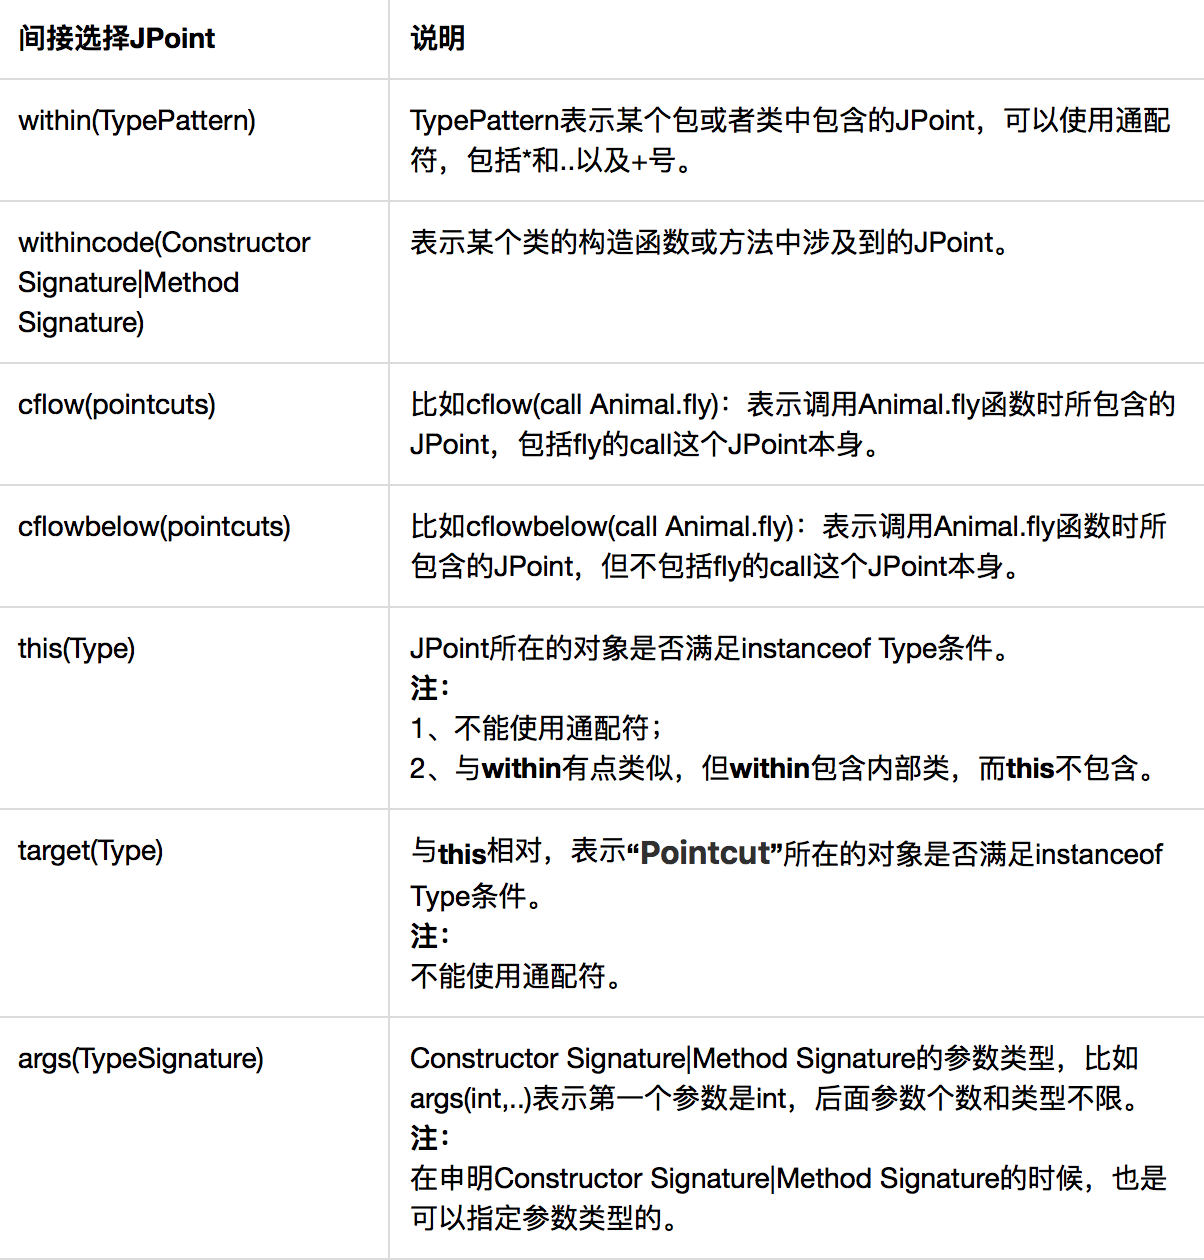 间接选择JPoint
说明
within(TypePattern)
TypePattern表示某个包或者类中包含的JPoint，可以使用通配
符，包括*和..以及+号。
withincode(Constructor
Signature|Method
Signature)
表示某个类的构造函数或方法中涉及到的JPoint。
cflow(pointcuts)
比如cflow(call Animal.fly)：表示调用Animal.fly函数时所包含的
JPoint，包括fly的call这个JPoint本身。
cflowbelow(pointcuts)
比如cflowbelow(call Animal.fly)：表示调用Animal.fly函数时所
包含的JPoint，但不包括fly的call这个JPoint本身。
this(Type)
JPoint所在的对象是否满足instanceof Type条件。
注：
1、不能使用通配符；
2、与within有点类似，但within包含内部类，而this不包含。
target(Type)
与this相对，表示“Pointcut”所在的对象是否满足instanceof
Type条件。
注：
不能使用通配符。
args(TypeSignature)
Constructor Signature|Method Signature的参数类型，比如
args(int,..)表示第一个参数是int，后面参数个数和类型不限。
注：
在申明Constructor Signature|Method Signature的时候，也是
可以指定参数类型的。